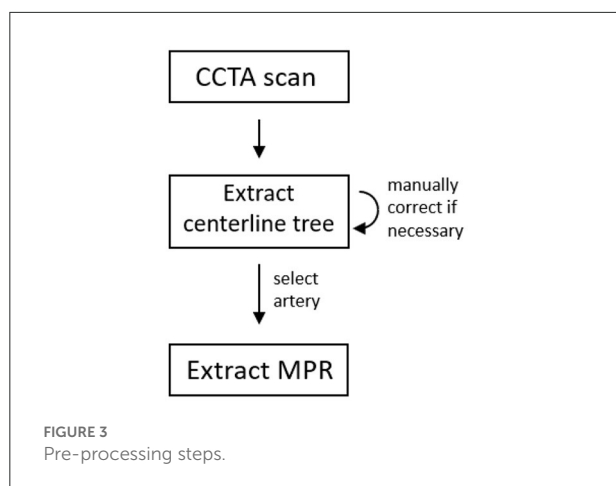 CCTA scan
Extract
centerline tree
manually
correct if
necessary
select
artery
Extract MPR
FIGURE 3
Pre-processing steps.